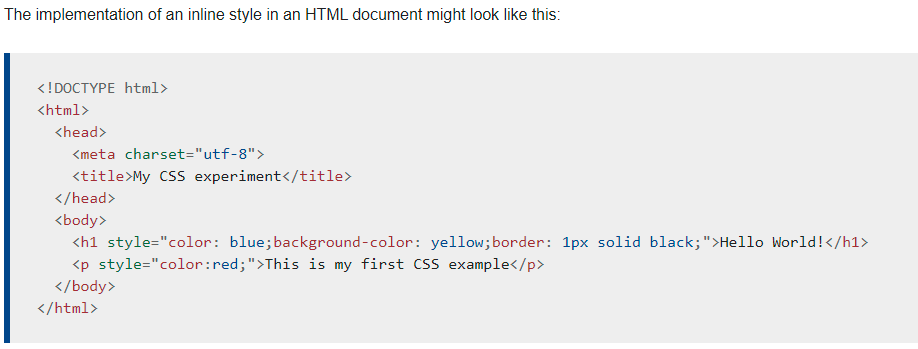 The implementation of an inline style in an HTML document might look like this:
<!DOCTYPE html>
<html>
  <head>
    <meta charset="utf-8">
    <title>My CSS experiment</title>
  </head>
  <body>
    <h1 style="color: blue;background-color: yellow;border: 1px solid black;">Hello World!</h1>
    <p style="color:red;">This is my first CSS example</p>
  </body>
</html>